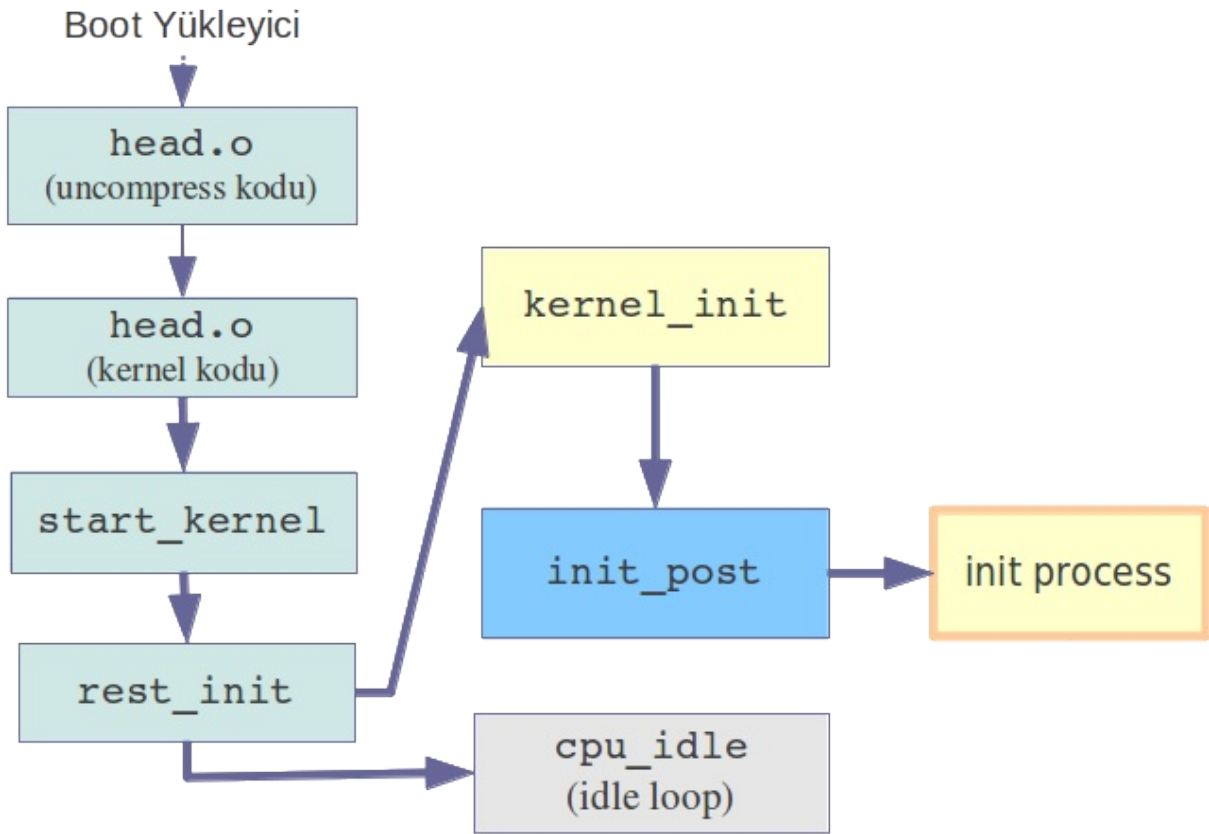 Boot Yükleyici
head.o
(uncompress kodu)
head.o
(kernel kodu)
start_kernel
rest_init
kernel_init
init_post
init process
cpu_idle
(idle loop)